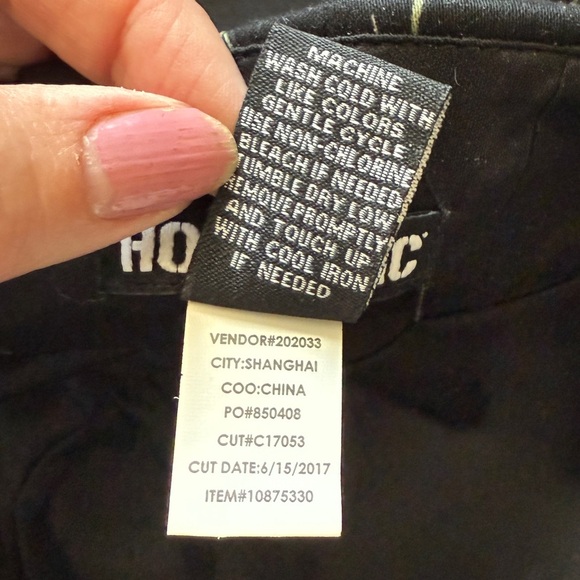 MACHINE
WASH COLD WITH
LIKE COLORS
GENTLE CYCLE
USE NON-CHLORINE
BLEACH IF NEEDED
TUMBLE DRY LOW
REMOVE PROMPTLY
AND TOUCH UP
WITH COOL IRON
IF NEEDED
VENDOR#202033
CITY:SHANGHAI
COO:CHINA
PO#850408
CUT#C17053
CUT DATE:6/15/2017
ITEM#10875330